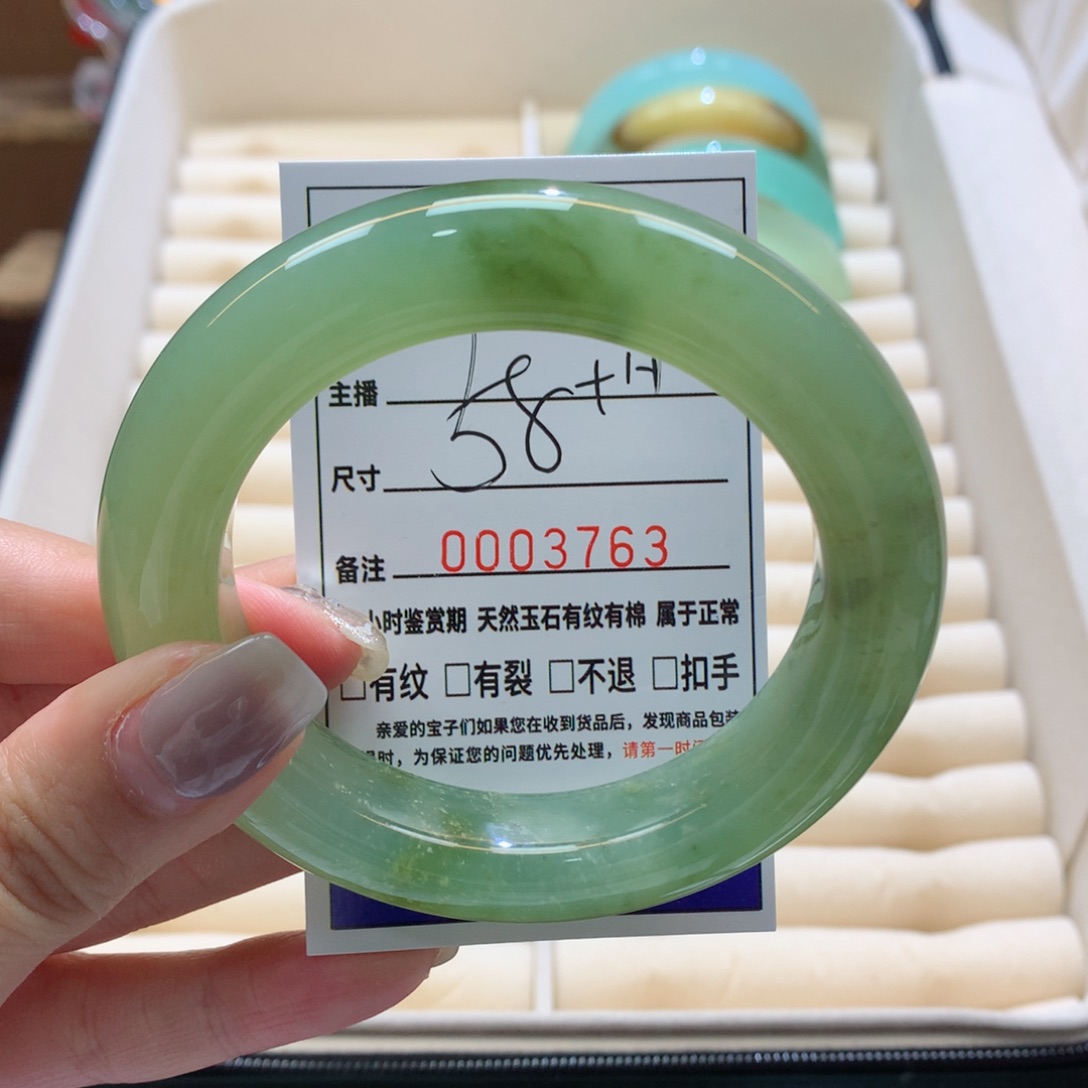 主播
58+H
尺寸
备注 0003763
小时鉴赏期 天然玉石有纹有棉 属于正常
□有纹 □有裂 □不退 □扣手
亲爱的宝子们如果您在收到货品后，发现商品包装
时，为保证您的问题优先处理，请第一时间